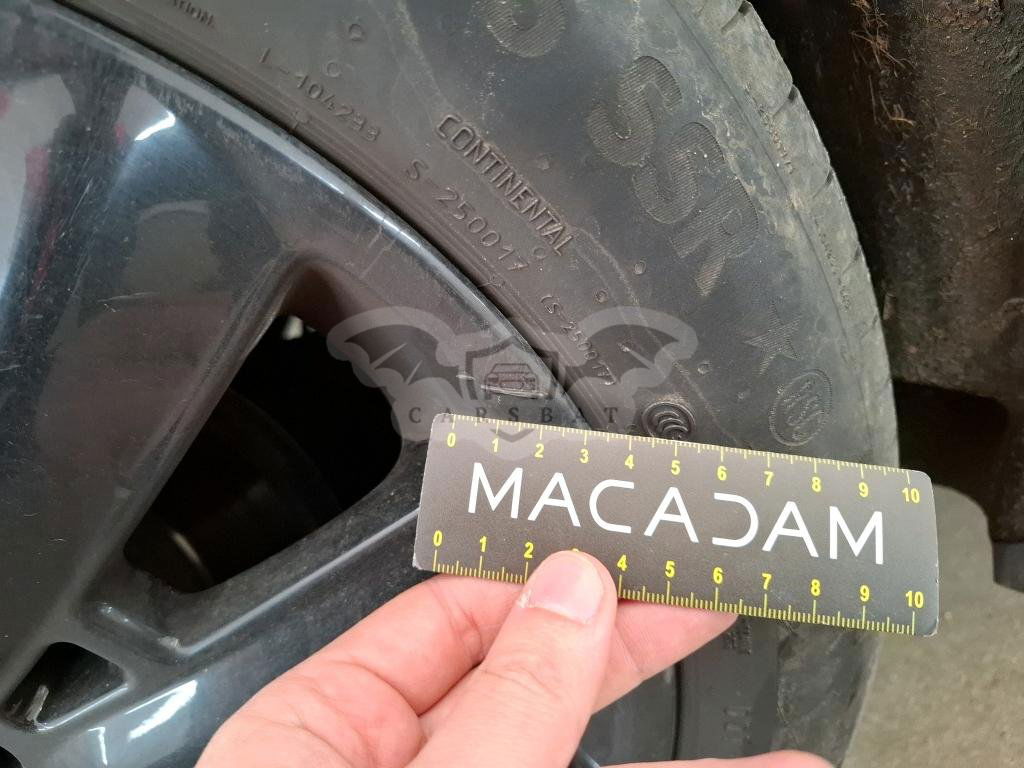 L-104233
CONTINENTAL
S-250017
(S-250017)
SSR
CARSBAT
0 1 2 3 4 5 6 7 8 9 10
MACADAM
0 1 2 3 4 5 6 7 8 9 10